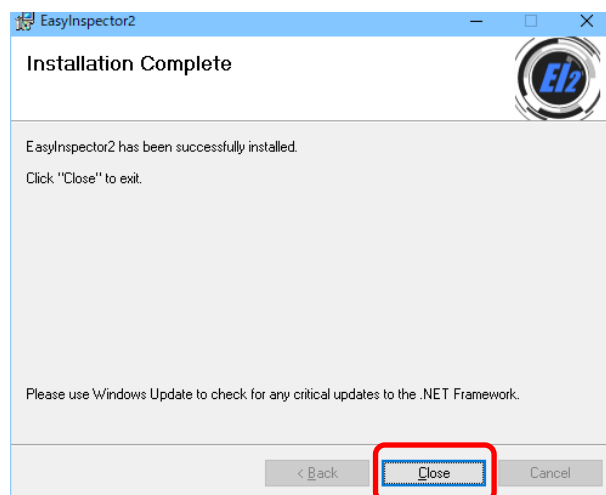 EasyInspector2
Installation Complete
EI2
EasyInspector2 has been successfully installed.
Click "Close" to exit.
Please use Windows Update to check for any critical updates to the .NET Framework.
< Back
Close
Cancel